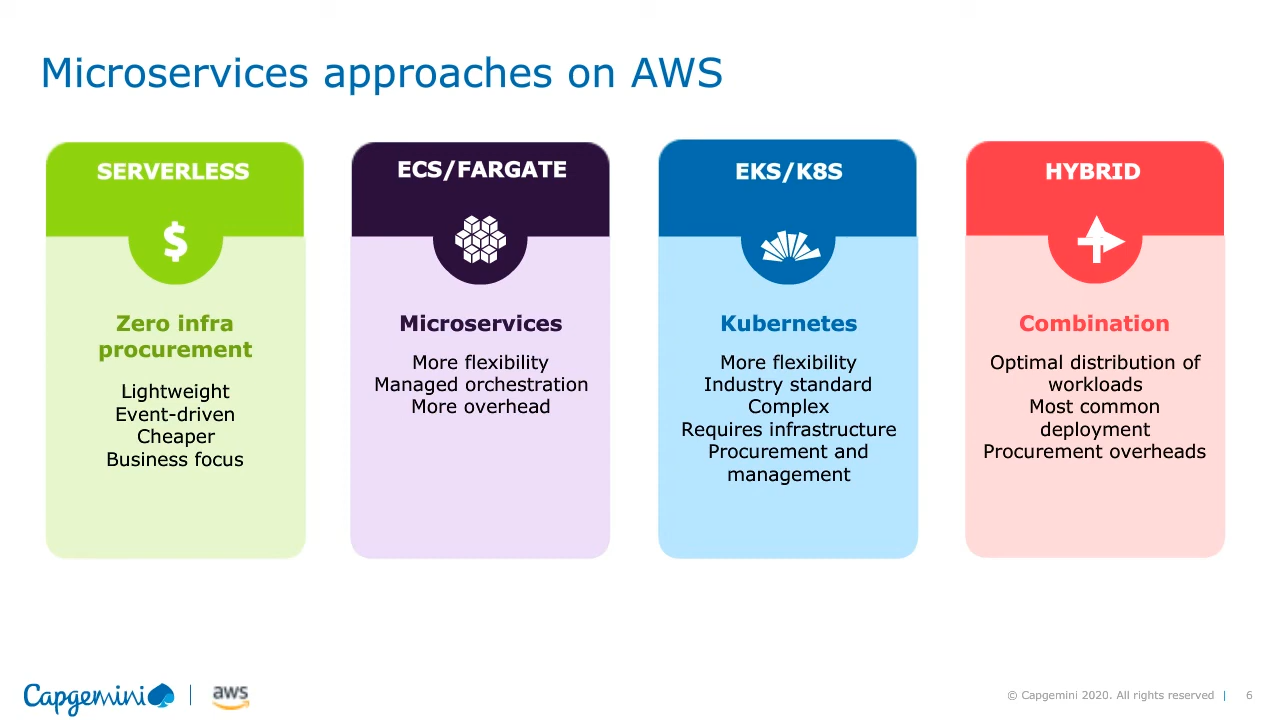 Microservices approaches on AWS
SERVERLESS
$
Zero infra
procurement
Lightweight
Event-driven
Cheaper
Business focus
ECS/FARGATE
Microservices
More flexibility
Managed orchestration
More overhead
EKS/K8S
Kubernetes
More flexibility
Industry standard
Complex
Requires infrastructure
Procurement and
management
HYBRID
Combination
Optimal distribution of
workloads
Most common
deployment
Procurement overheads
Capgemini | aws
© Capgemini 2020. All rights reserved | 6